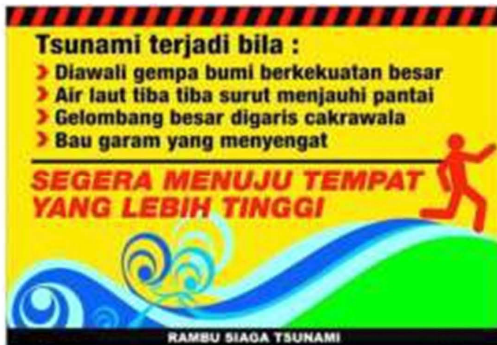 Tsunami terjadi bila :
Diawali gempa bumi berkekuatan besar
Air laut tiba tiba surut menjauhi pantai
Gelombang besar digaris cakrawala
Bau garam yang menyengat
SEGERA MENUJU TEMPAT
YANG LEBIH TINGGI
RAMBU SIAGA TSUNAMI